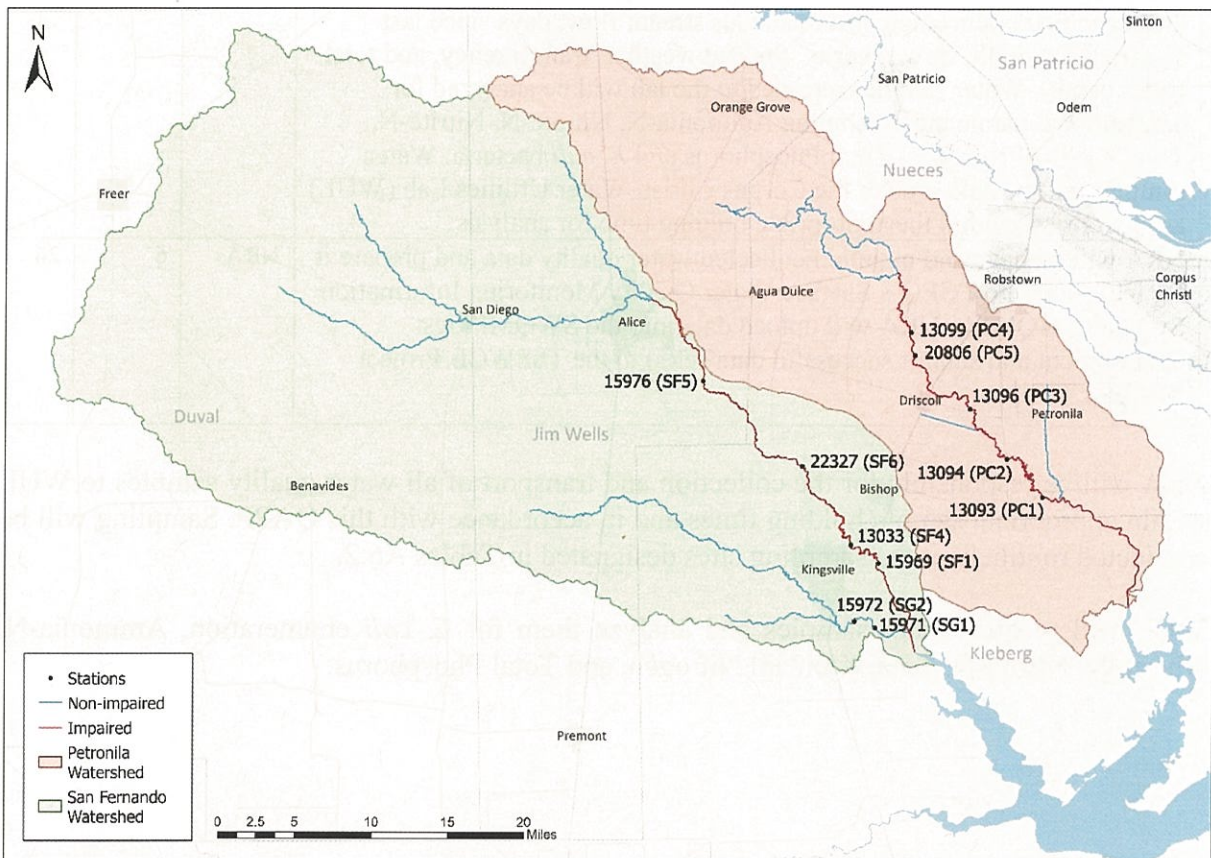 N
Sinton
San Patricio
San Patricio
Orange Grove
Odem
Nueces
Freer
Robstown
Corpus
Christi
Agua Dulce
San Diego
Alice
13099 (PC4)
20806 (PC5)
15976 (SF5)
13096 (PC3)
Driscoll
Petronila
Duval
Jim Wells
22327 (SF6)
13094 (PC2)
Benavides
Bishop
13093 (PC1)
13033 (SF4)
Kingsville
15969 (SF1)
15972 (SG2)
15971 (SG1)
Kleberg
Premont
Stations
Non-impaired
Impaired
Petronila
Watershed
San Fernando
Watershed
0 2.5 5 10 15 20
Miles